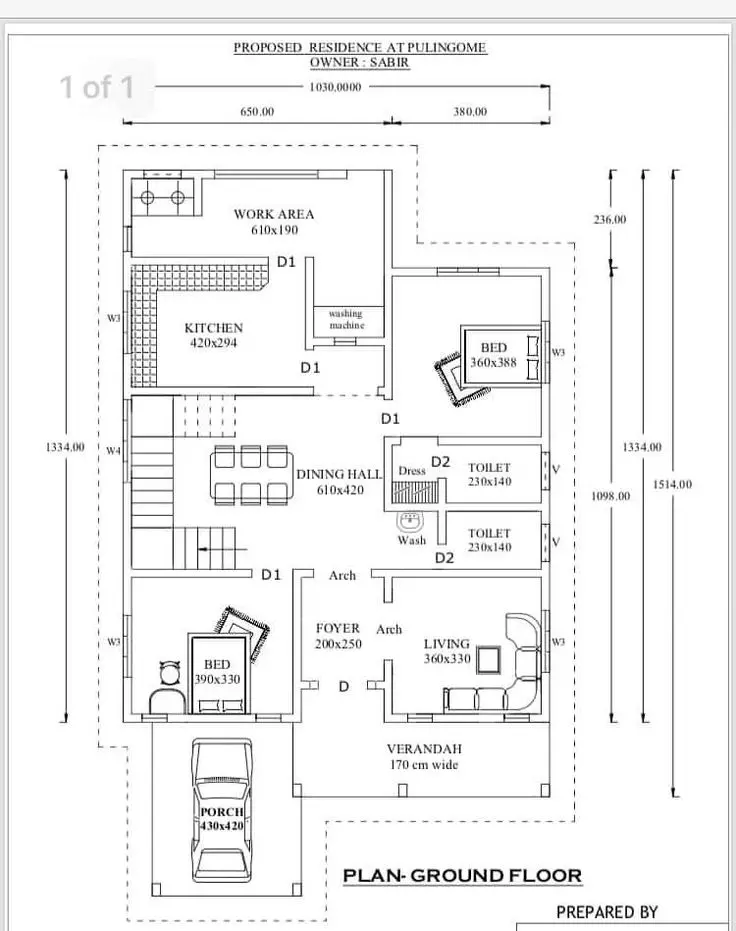 PROPOSED RESIDENCE AT PULINGOME
OWNER : SABIR
1 of 1
1030.0000
650.00
380.00
WORK AREA
610x190
236.00
D1
washing
machine
W3
KITCHEN
420x294
BED
360x388
W3
D1
D1
1334.00
W4
DINING HALL
610x420
Dress
D2
TOILET
230x140
V
1334.00
1514.00
1098.00
Wash
TOILET
230x140
V
D2
D1
Arch
W3
FOYER
200x250
Arch
LIVING
360x330
W3
BED
390x330
D
VERANDAH
170 cm wide
PORCH
430x420
PLAN- GROUND FLOOR
PREPARED BY